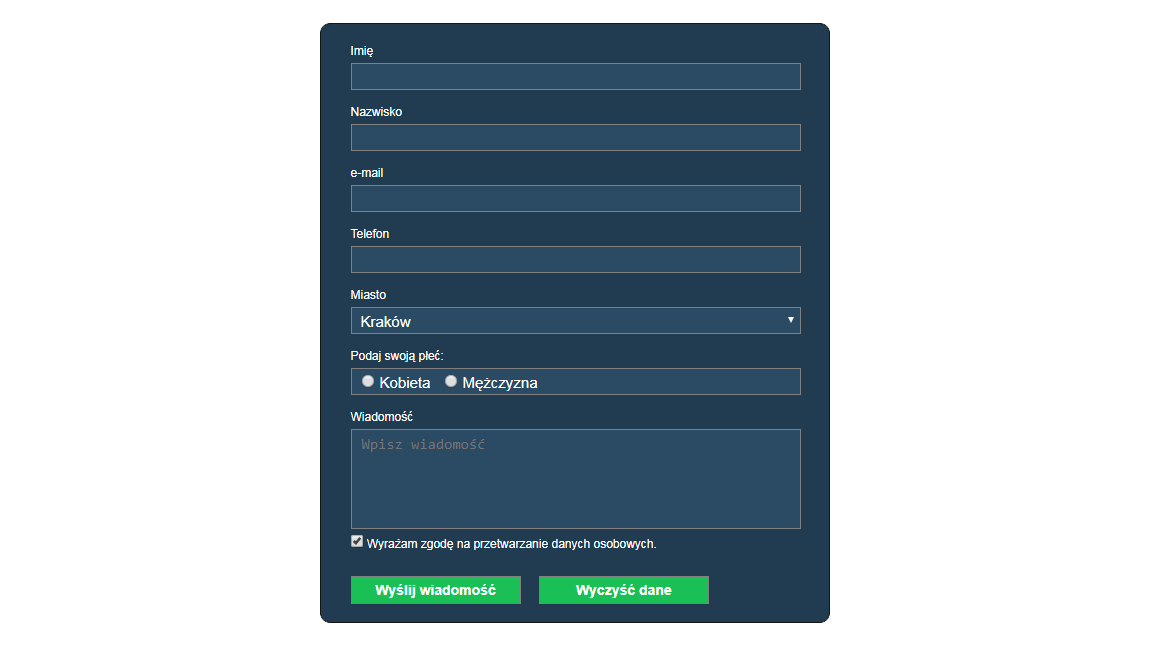 Imię
Nazwisko
e-mail
Telefon
Miasto
Kraków
Podaj swoją płeć:
Kobieta Mężczyzna
Wiadomość
Wpisz wiadomość
Wyrażam zgodę na przetwarzanie danych osobowych.
Wyślij wiadomość Wyczyść dane